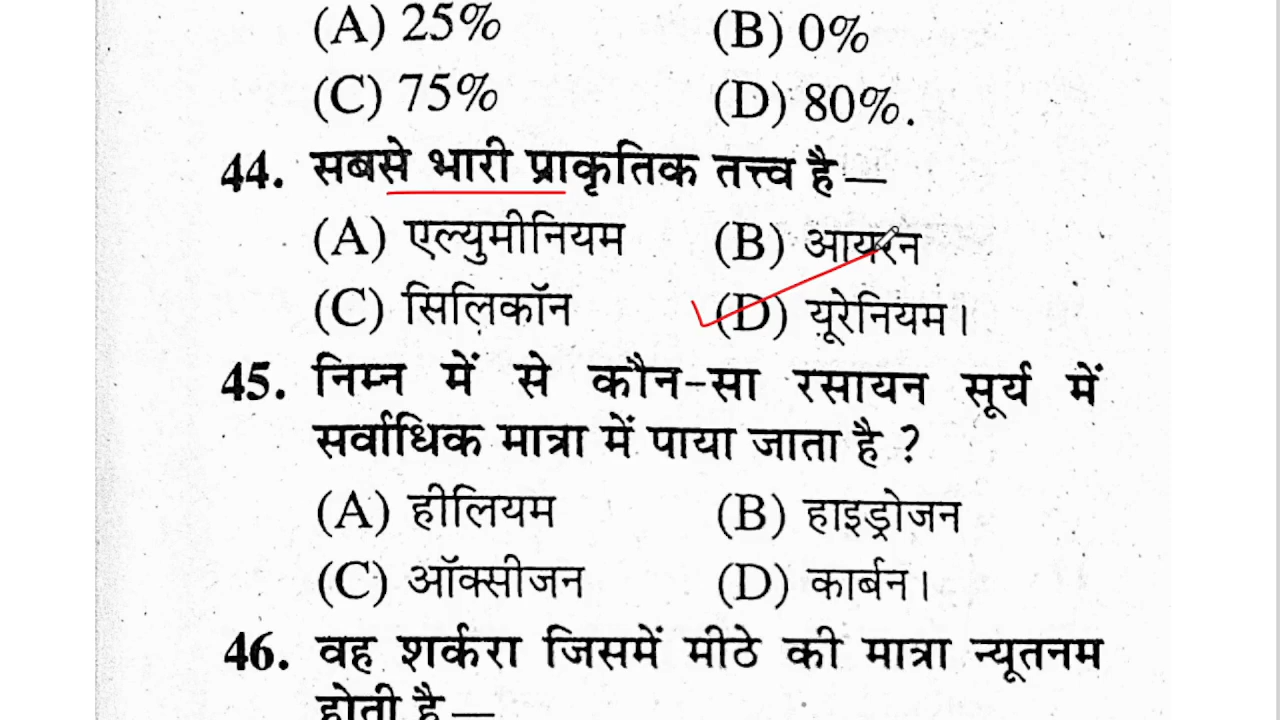 (A) 25% (B) 0%
(C) 75% (D) 80%.
44. सबसे भारी प्राकृतिक तत्त्व है —
(A) एल्युमीनियम (B) आयरन
(C) सिलिकॉन (D) यूरेनियम।
45. निम्न में से कौन-सा रसायन सूर्य में
सर्वाधिक मात्रा में पाया जाता है ?
(A) हीलियम (B) हाइड्रोजन
(C) ऑक्सीजन (D) कार्बन।
46. वह शर्करा जिसमें मीठे की मात्रा न्यूतनम
होती है —